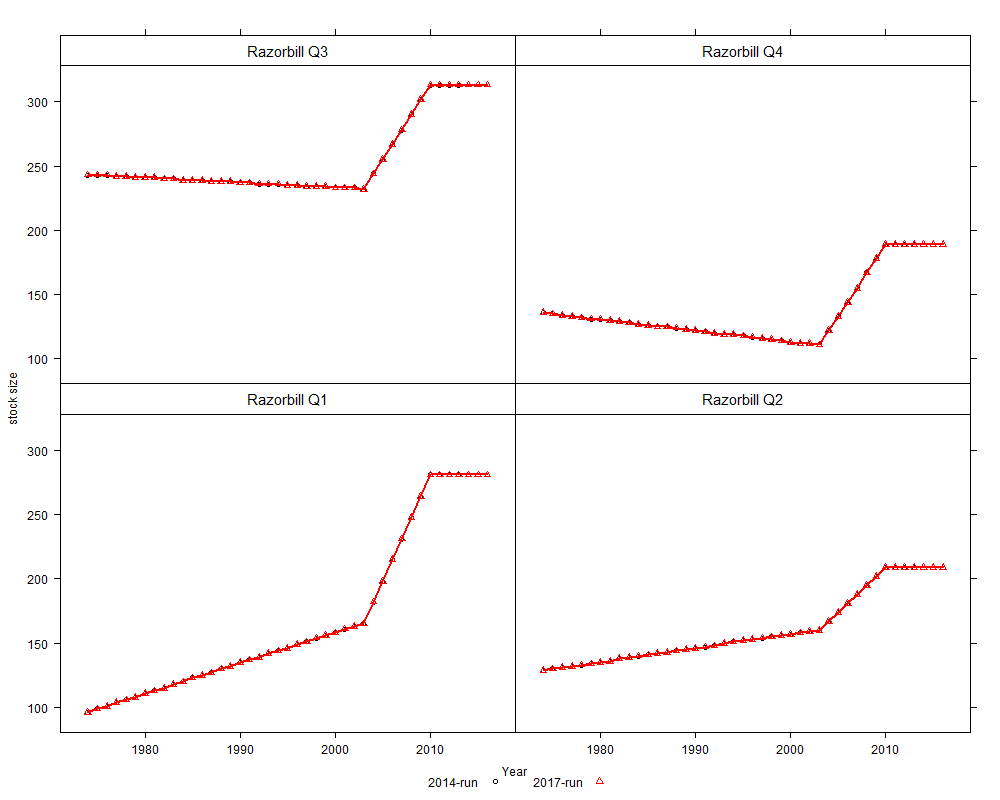 Razorbill Q3
Razorbill Q4
300
250
200
150
100
stock size
Razorbill Q1
Razorbill Q2
300
250
200
150
100
1980 1990 2000 2010 1980 1990 2000 2010
Year
2014-run 2017-run